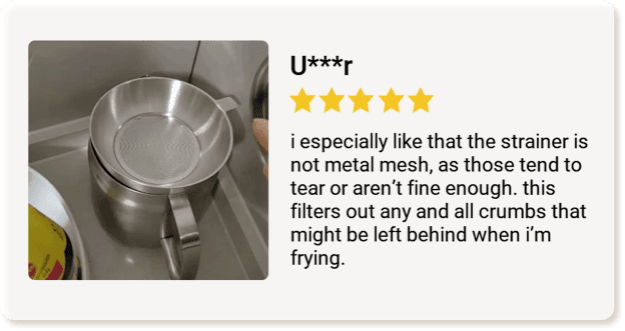 U***r
i especially like that the strainer is
not metal mesh, as those tend to
tear or aren’t fine enough. this
filters out any and all crumbs that
might be left behind when i’m
frying.